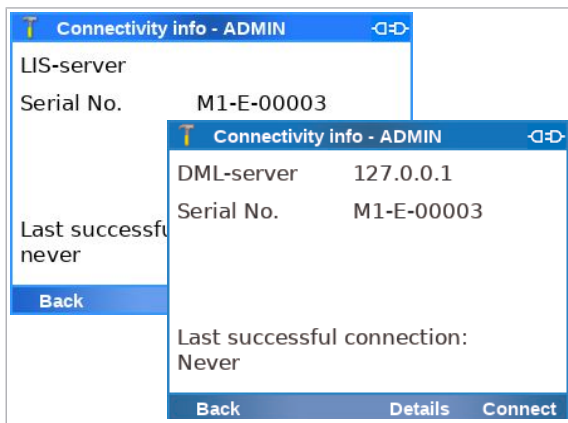 Connectivity info - ADMIN
LIS-server
Serial No. M1-E-00003
Last successfu
never
Back
Connectivity info - ADMIN
DML-server 127.0.0.1
Serial No. M1-E-00003
Last successful connection:
Never
Back Details Connect